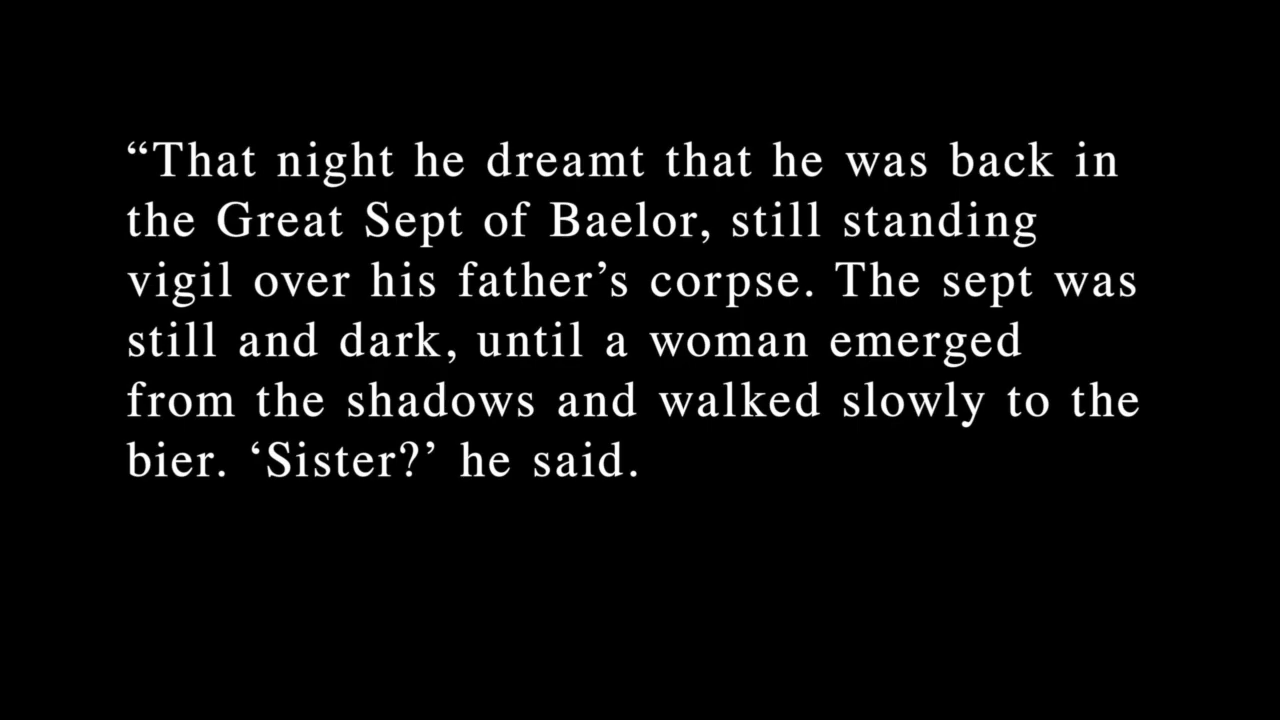 “That night he dreamt that he was back in
the Great Sept of Baelor, still standing
vigil over his father’s corpse. The sept was
still and dark, until a woman emerged
from the shadows and walked slowly to the
bier. ‘Sister?’ he said.